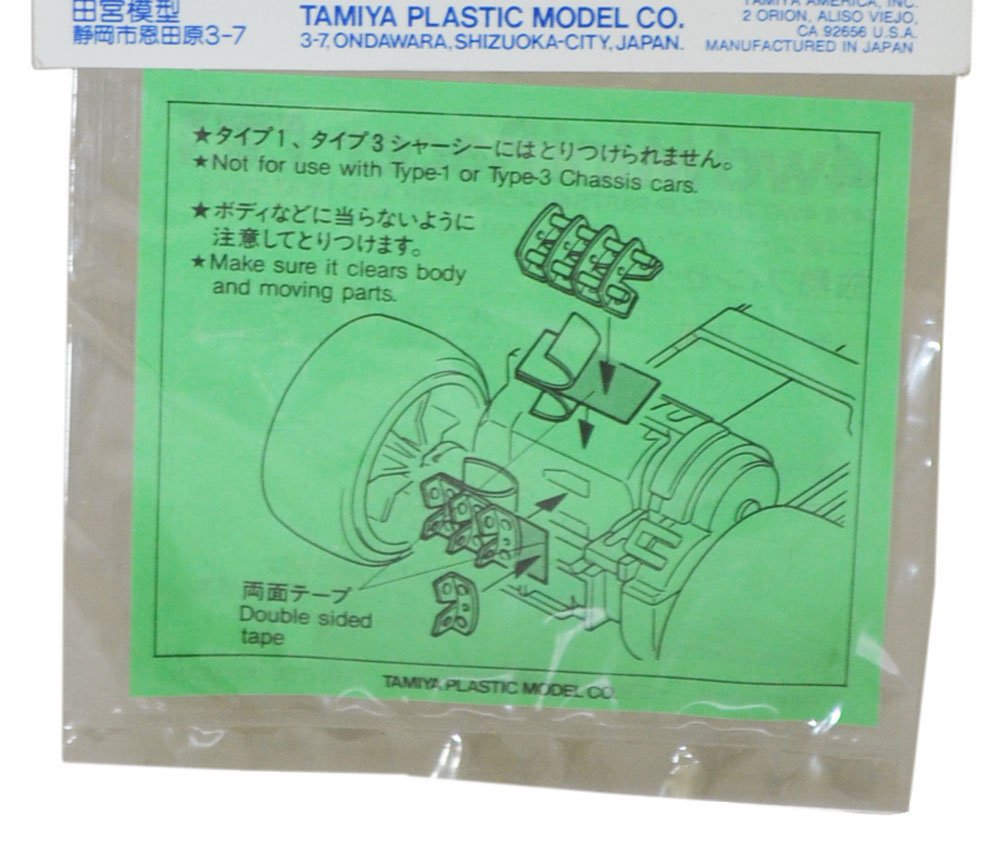 田宮模型
静岡市恩田原3-7
TAMIYA PLASTIC MODEL CO.
3-7, ONDAWARA, SHIZUOKA-CITY, JAPAN.
TAMIYA AMERICA, INC.
2 ORION, ALISO VIEJO,
CA 92656 U.S.A.
MANUFACTURED IN JAPAN
★タイプ1、タイプ3シャーシーにはとりつけられません。
★Not for use with Type-1 or Type-3 Chassis cars.
★ボディなどに当らないように
注意してとりつけます。
★Make sure it clears body
and moving parts.
両面テープ
Double sided
tape
TAMIYA PLASTIC MODEL CO.